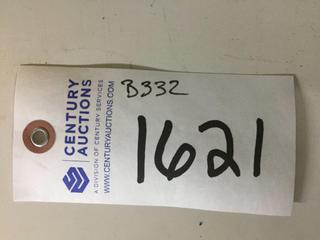 CENTURY
AUCTIONS
A DIVISION OF CENTURY SERVICES
WWW.CENTURYAUCTIONS.COM
B332
1621